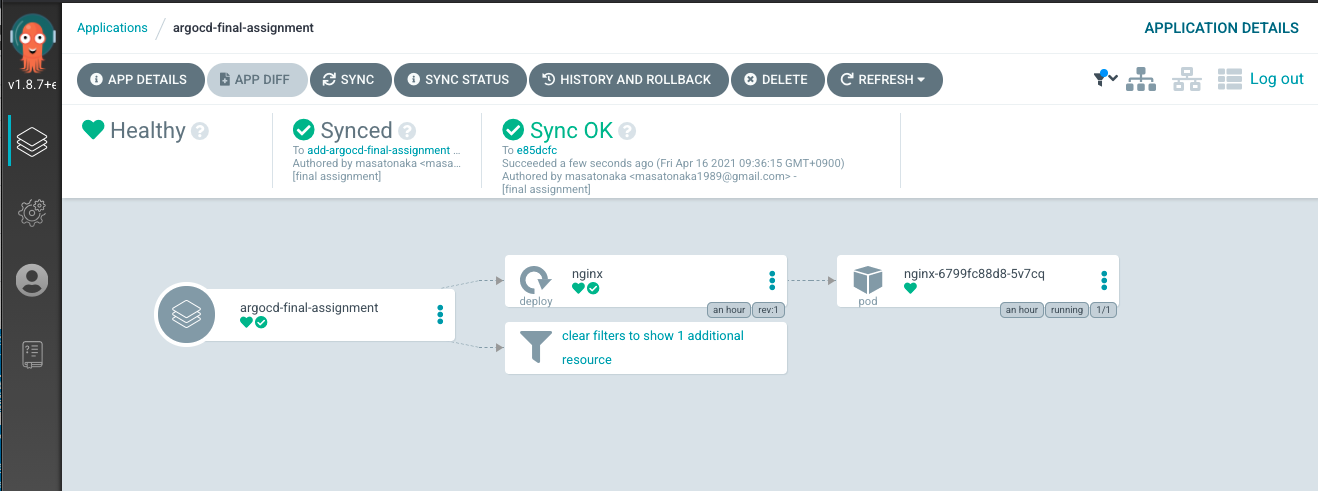 Applications / argocd-final-assignment
APPLICATION DETAILS
v1.8.7+e
APP DETAILS
APP DIFF
SYNC
SYNC STATUS
HISTORY AND ROLLBACK
DELETE
REFRESH
Log out
Healthy
Synced
To add-argocd-final-assignment ...
Authored by masatonaka <masa...
[final assignment]
Sync OK
To e85dcfc
Succeeded a few seconds ago (Fri Apr 16 2021 09:36:15 GMT+0900)
Authored by masatonaka <masatonaka1989@gmail.com> -
[final assignment]
argocd-final-assignment
nginx
deploy
an hour
rev:1
clear filters to show 1 additional
resource
nginx-6799fc88d8-5v7cq
pod
an hour
running
1/1